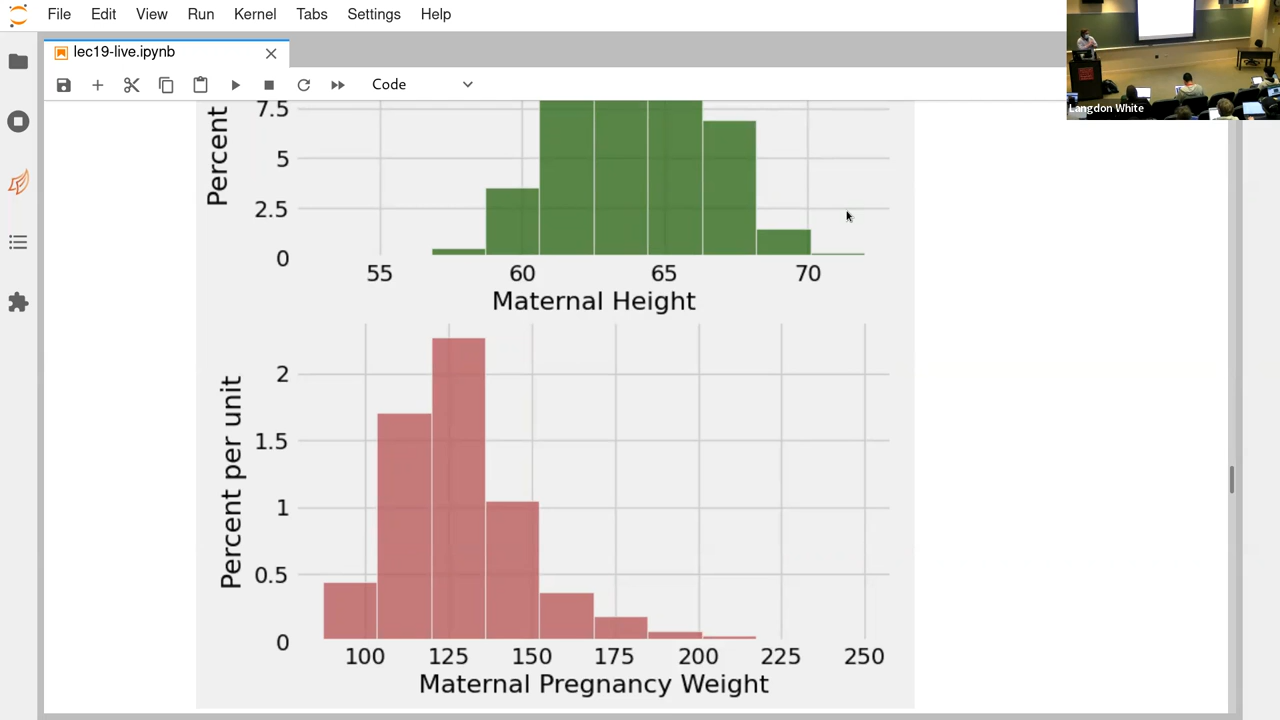 File Edit View Run Kernel Tabs Settings Help
lec19-live.ipynb
Code
Langdon White
Percent
7.5
5
2.5
0
55 60 65 70
Maternal Height
Percent per unit
2
1.5
1
0.5
0
100 125 150 175 200 225 250
Maternal Pregnancy Weight